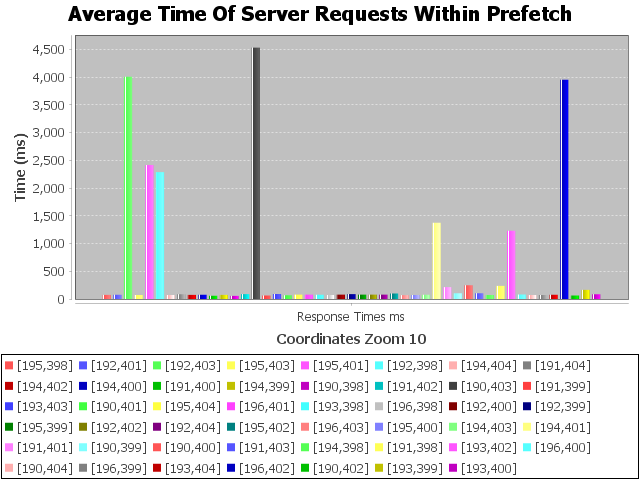 Average Time Of Server Requests Within Prefetch
4,500
4,000
3,500
3,000
2,500
2,000
1,500
1,000
500
0
Time (ms)
Response Times ms
Coordinates Zoom 10
[195,398] [192,401] [192,403] [195,403] [195,401] [192,398] [194,404] [191,404]
[194,402] [194,400] [191,400] [194,399] [190,398] [191,402] [190,403] [191,399]
[193,403] [190,401] [195,404] [196,401] [193,398] [196,398] [192,400] [192,399]
[195,399] [192,402] [192,404] [195,402] [196,403] [195,400] [194,403] [194,401]
[191,401] [190,399] [190,400] [191,403] [194,398] [191,398] [193,402] [196,400]
[190,404] [196,399] [193,404] [196,402] [190,402] [193,399] [193,400]